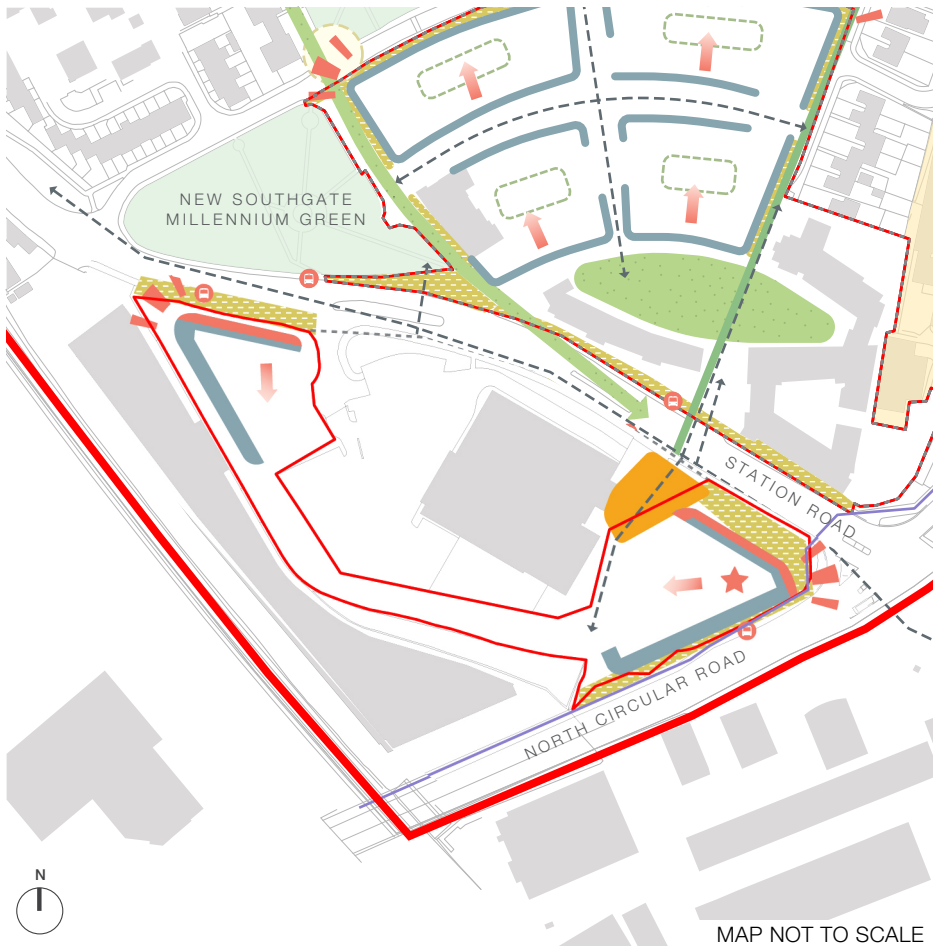 NEW SOUTHGATE
MILLENNIUM GREEN
STATION ROAD
NORTH CIRCULAR ROAD
N
MAP NOT TO SCALE